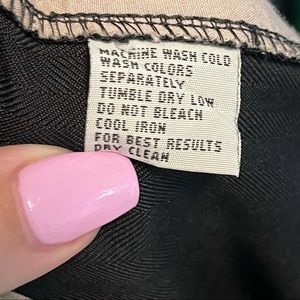 MACHINE WASH COLD
WASH COLORS
SEPARATELY
TUMBLE DRY LOW
DO NOT BLEACH
COOL IRON
FOR BEST RESULTS
DRY CLEAN